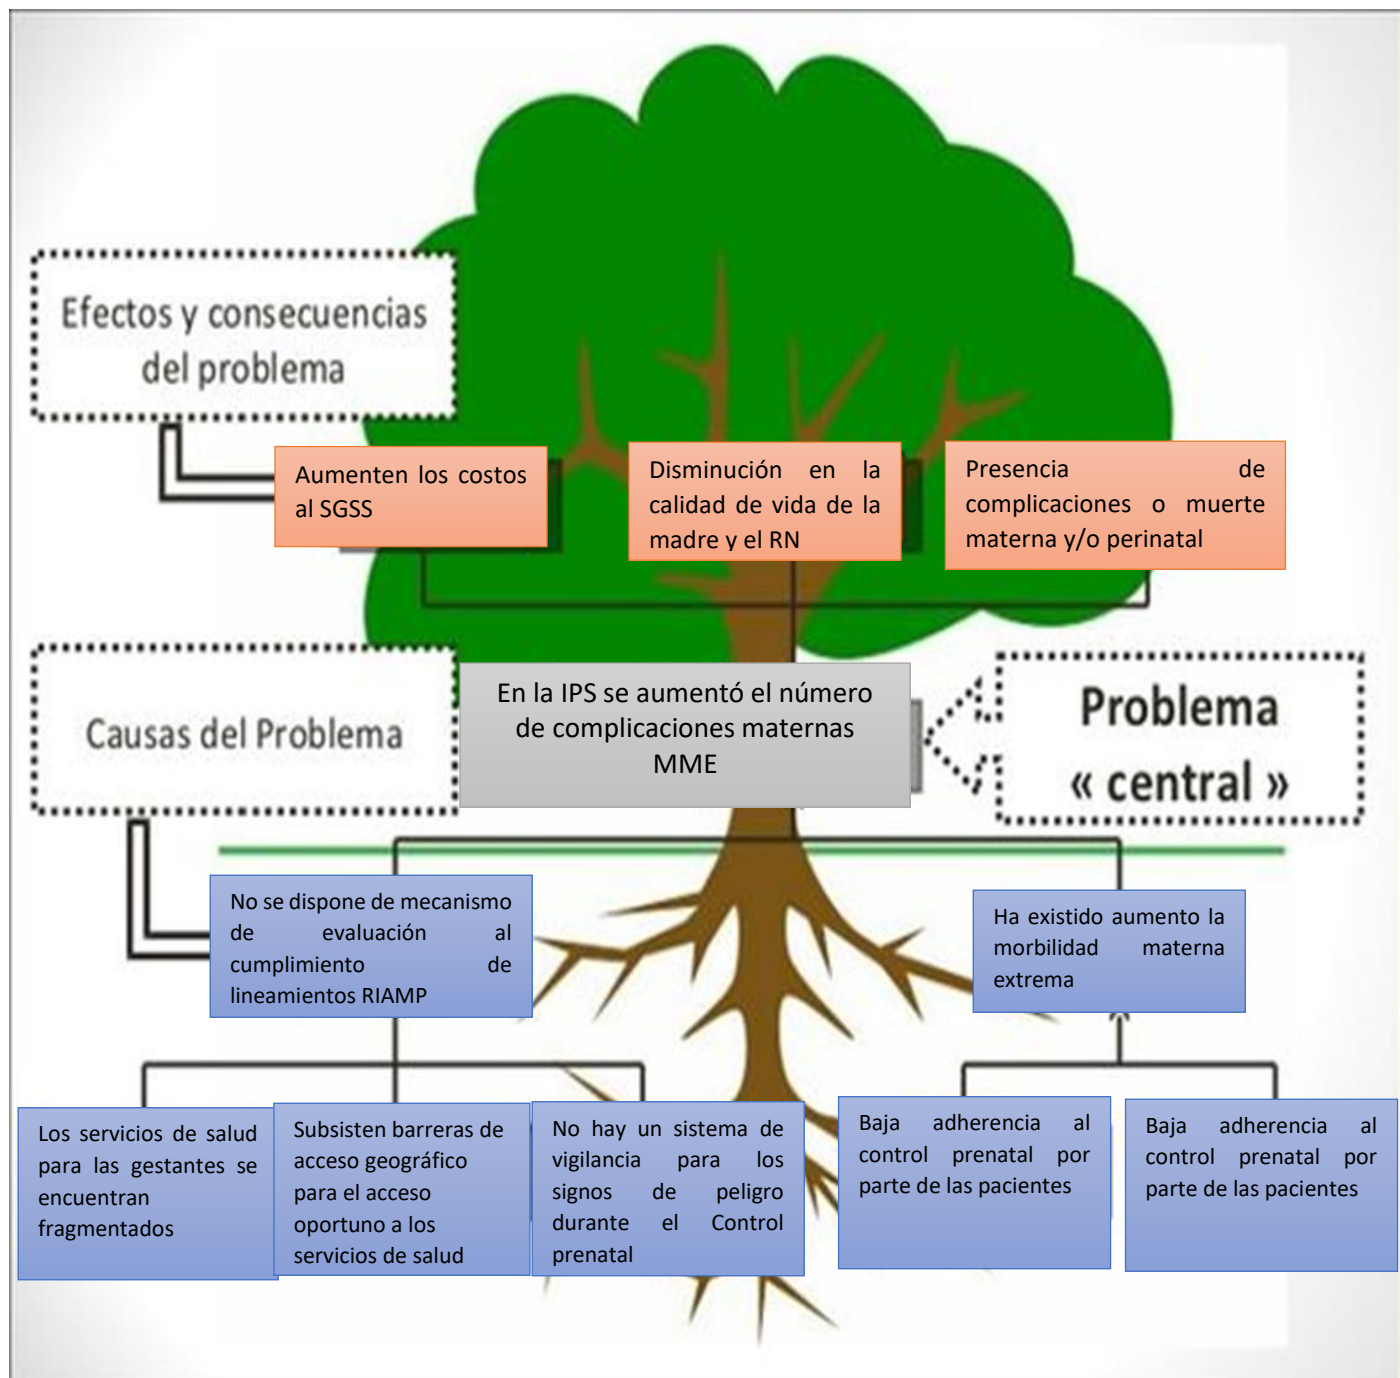 Efectos y consecuencias
del problema
Aumenten los costos
al SGSS
Disminución en la
calidad de vida de la
madre y el RN
Presencia de
complicaciones o muerte
materna y/o perinatal
En la IPS se aumentó el número
de complicaciones maternas
MME
Problema
« central »
Causas del Problema
No se dispone de mecanismo
de evaluación al
cumplimiento de
lineamientos RIAMP
Ha existido aumento la
morbilidad materna
extrema
Los servicios de salud
para las gestantes se
encuentran
fragmentados
Subsisten barreras de
acceso geográfico
para el acceso
oportuno a los
servicios de salud
No hay un sistema de
vigilancia para los
signos de peligro
durante el Control
prenatal
Baja adherencia al
control prenatal por
parte de las pacientes
Baja adherencia al
control prenatal por
parte de las pacientes